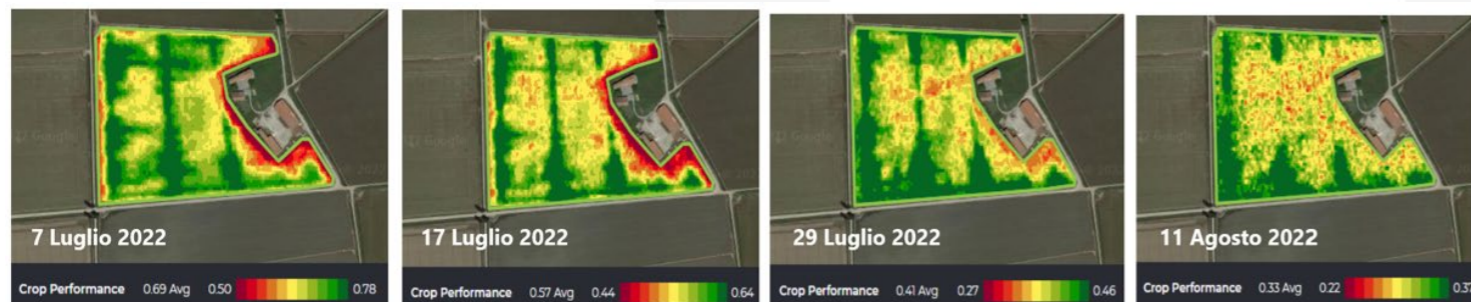 7 Luglio 2022
Crop Performance 0.69 Avg 0.50 0.78
17 Luglio 2022
Crop Performance 0.57 Avg 0.44 0.64
29 Luglio 2022
Crop Performance 0.41 Avg 0.27 0.46
11 Agosto 2022
Crop Performance 0.33 Avg 0.22 0.37